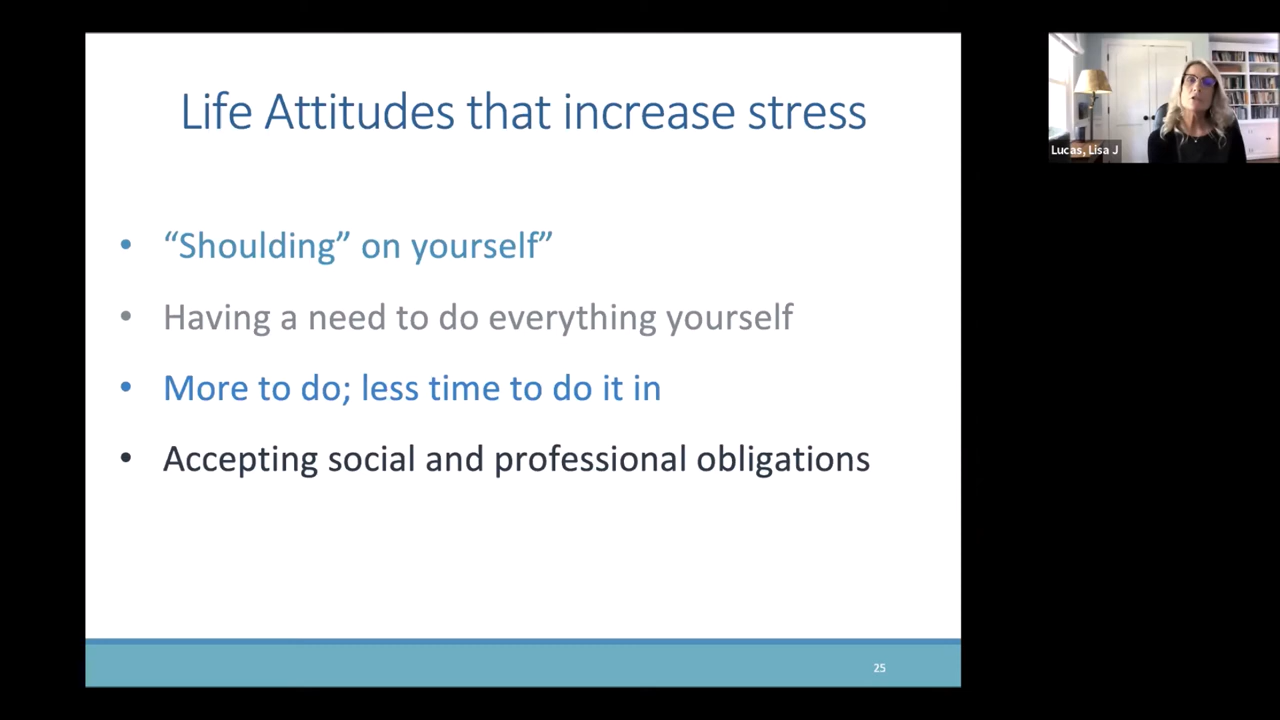 Life Attitudes that increase stress
• “Shoulding” on yourself”
• Having a need to do everything yourself
• More to do; less time to do it in
• Accepting social and professional obligations
25
Lucas, Lisa J